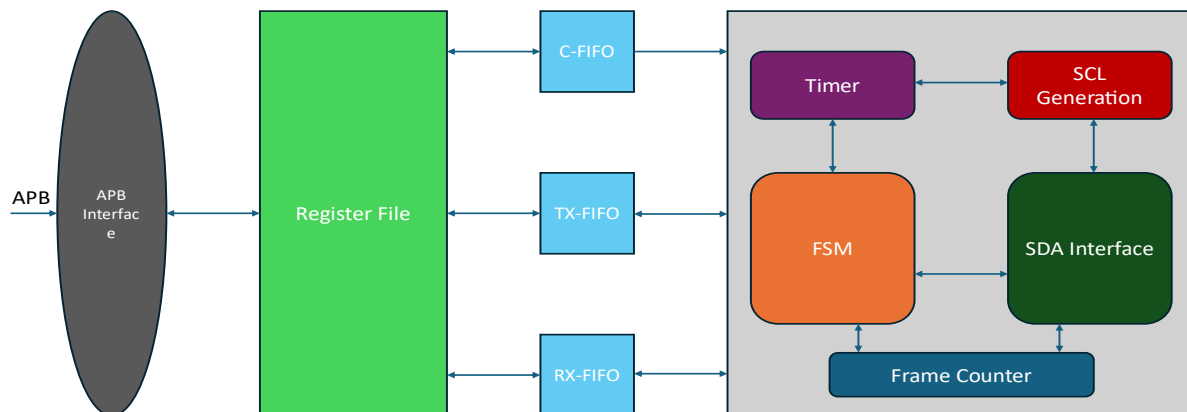 APB
APB
Interfac
e
Register File
C-FIFO
TX-FIFO
RX-FIFO
Timer
SCL
Generation
FSM
SDA Interface
Frame Counter